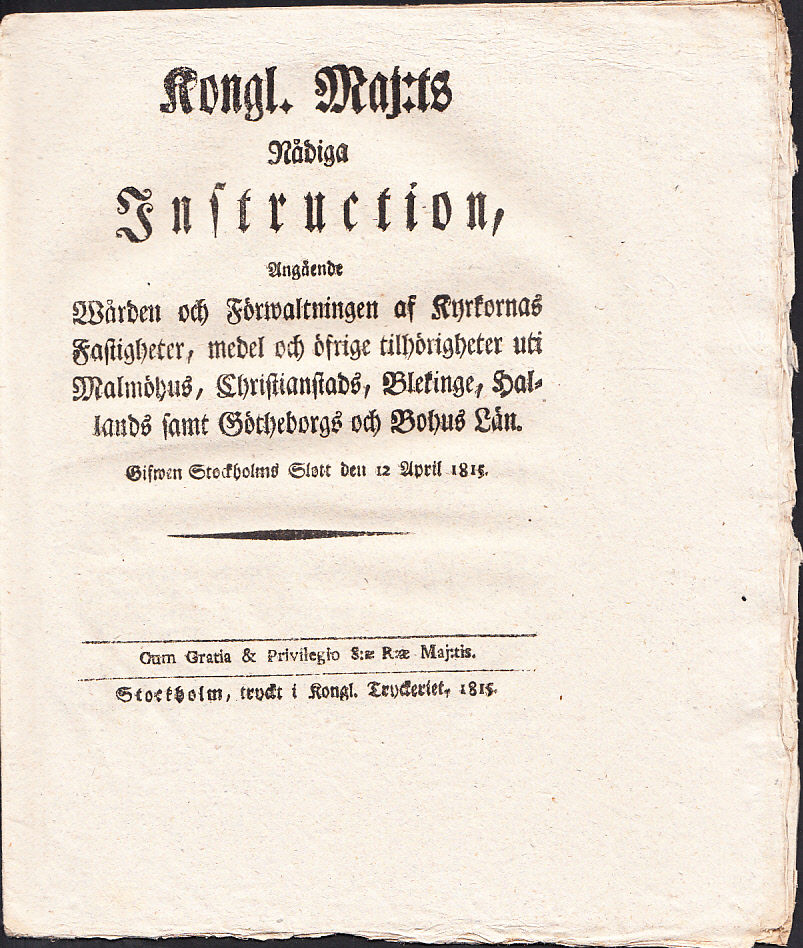 Kongl. Maj:ts
Nådiga
Instruction,
Angående
Wården och Förwaltningen af Kyrkornas
Fastigheter, medel och öfrige tilhörigheter uti
Malmöhus, Christianstads, Blekinge, Hal-
lands samt Götheborgs och Bohus Län.
Gifwen Stockholms Slott den 12 April 1815.
Cum Gratia & Privilegio S:æ R:æ Maj:tis.
Stockholm, tryckt i Kongl. Tryckeriet, 1815.